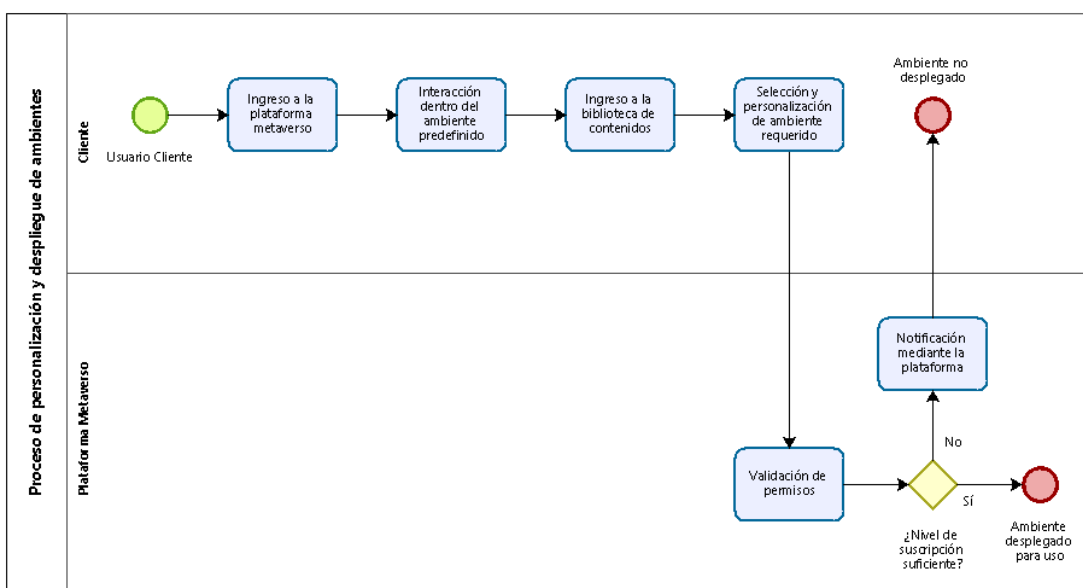 Proceso de personalización y despliegue de ambientes
Cliente
Usuario Cliente
Ingreso a la
plataforma
metaverso
Interacción
dentro del
ambiente
predefinido
Ingreso a la
biblioteca de
contenidos
Selección y
personalización
de ambiente
requerido
Ambiente no
desplegado
Plataforma Metaverso
Notificación
mediante la
plataforma
No
Validación de
permisos
Sí
¿Nivel de
suscripción
suficiente?
Ambiente
desplegado
para uso